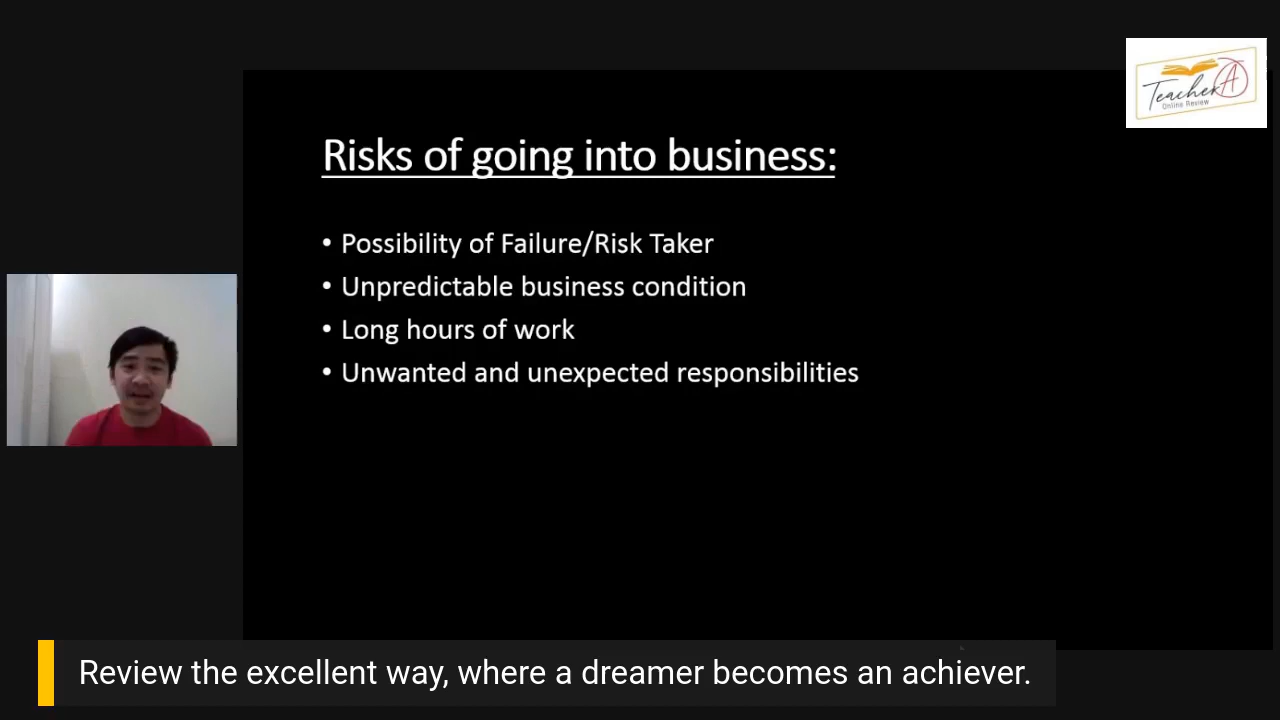 TeacherA
Online Review
Risks of going into business:
• Possibility of Failure/Risk Taker
• Unpredictable business condition
• Long hours of work
• Unwanted and unexpected responsibilities
Review the excellent way, where a dreamer becomes an achiever.